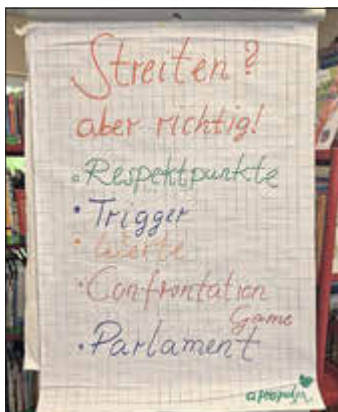 Streiten?
aber richtig!
• Respektpunkte
• Trigger
• Werte
• Confrontation
Game
• Parlament